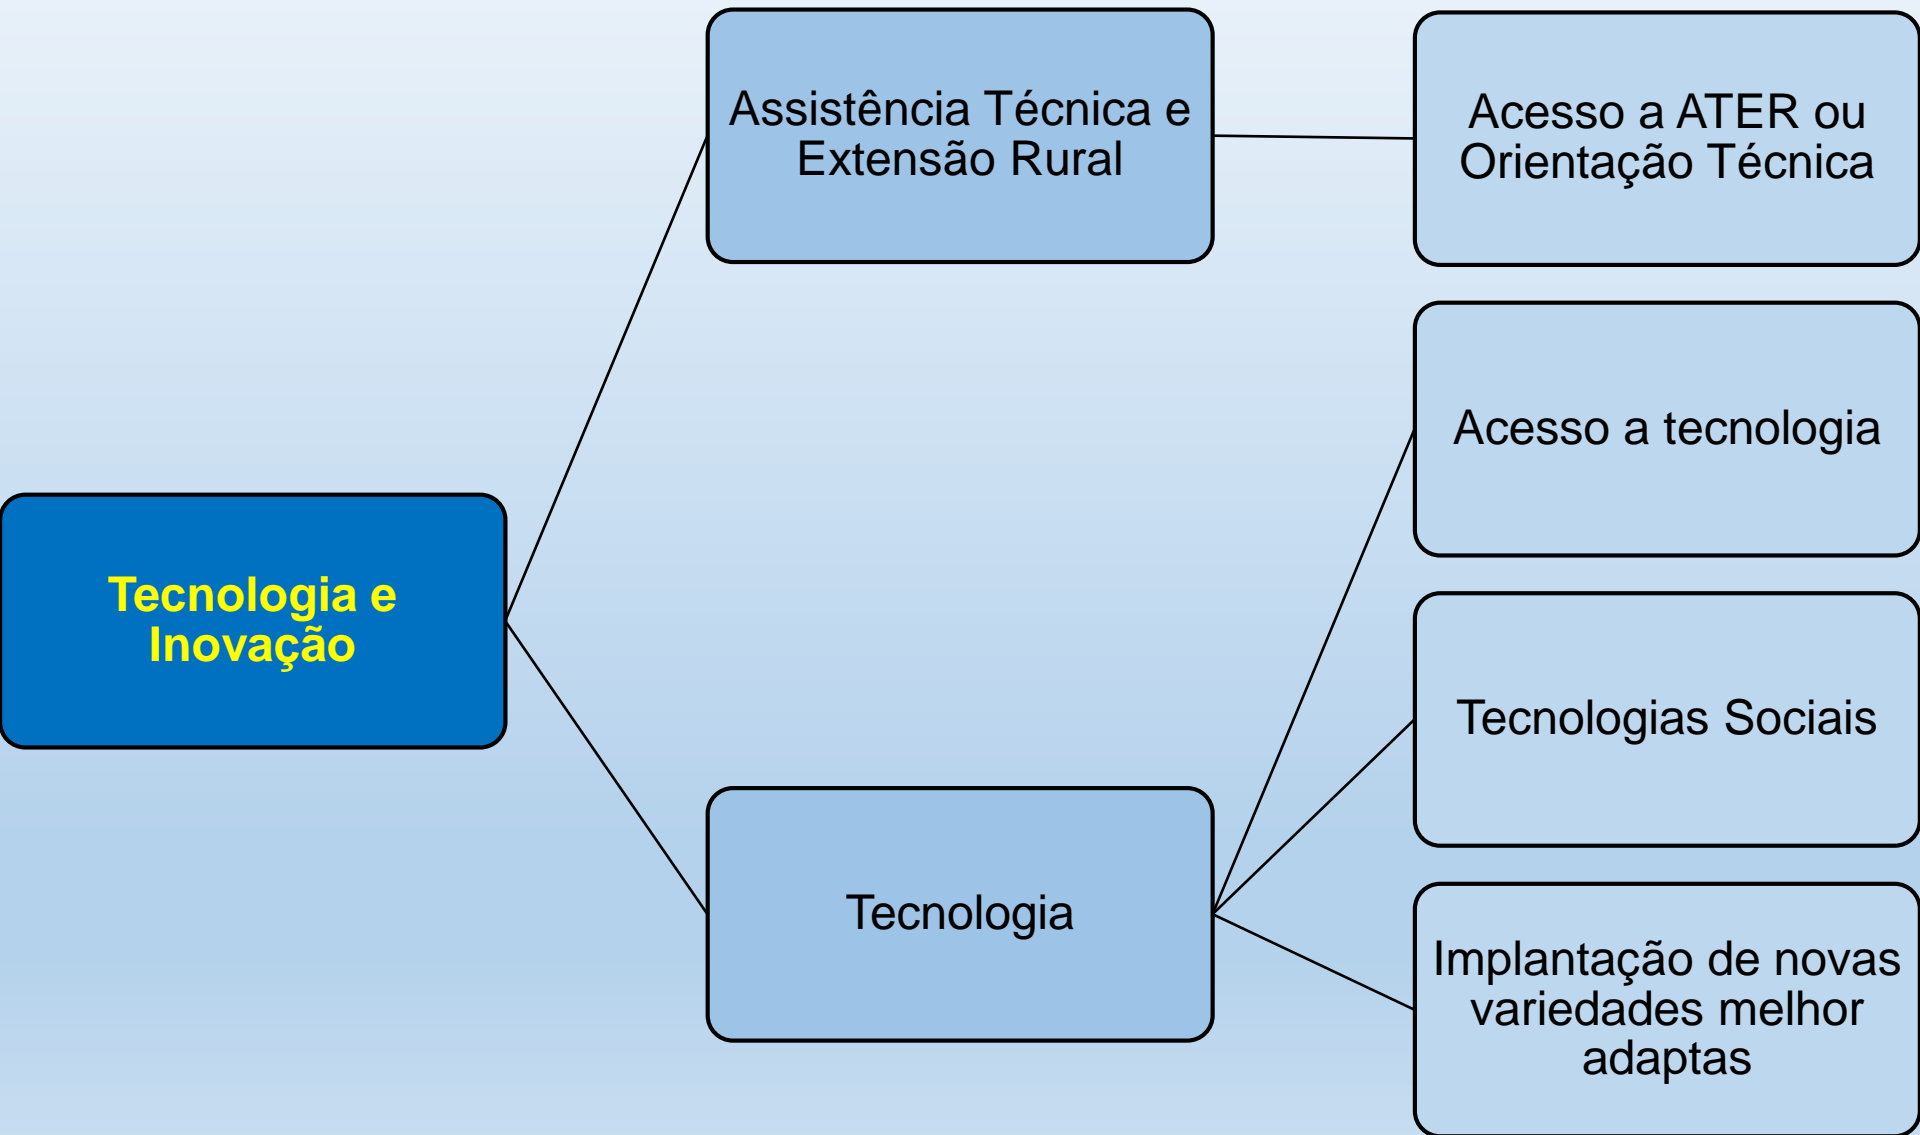 Tecnologia e
Inovação
Assistência Técnica e
Extensão Rural
Acesso a ATER ou
Orientação Técnica
Tecnologia
Acesso a tecnologia
Tecnologias Sociais
Implantação de novas
variedades melhor
adaptas